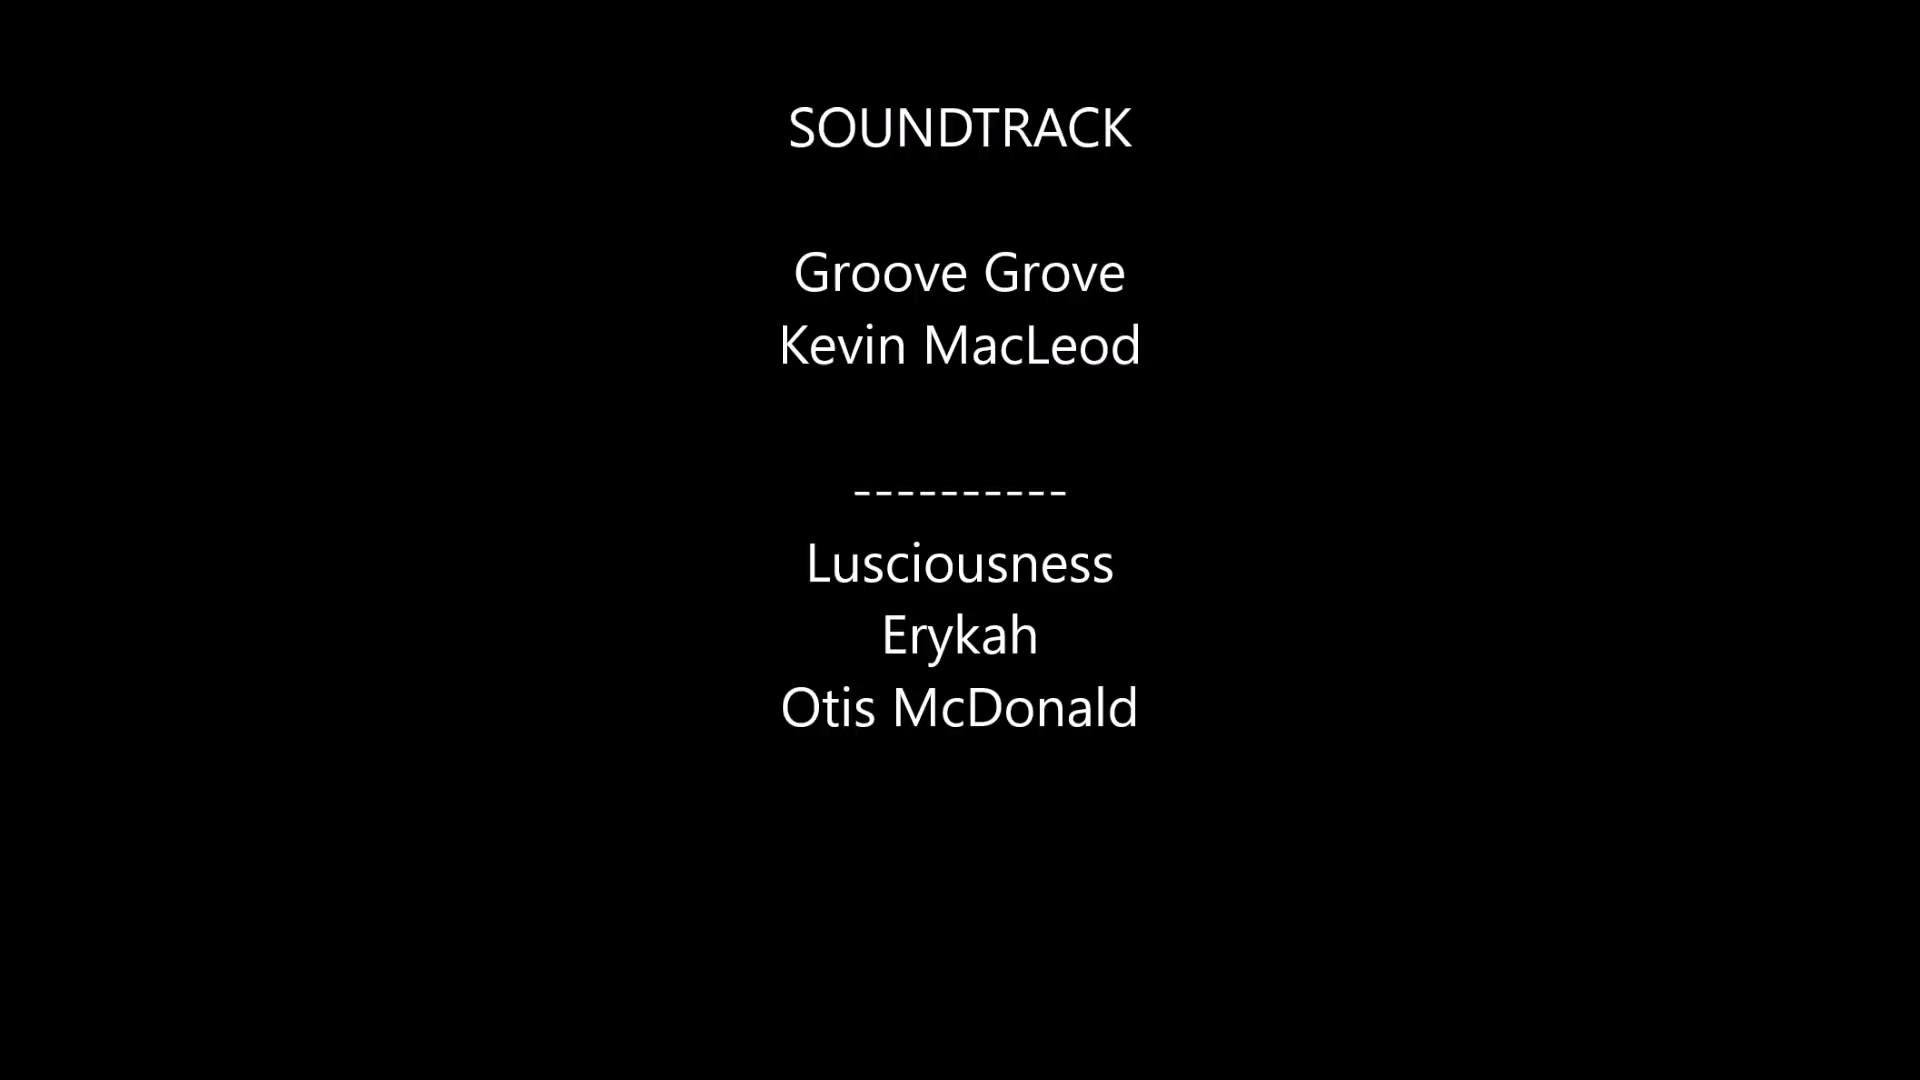 SOUNDTRACK
Groove Grove
Kevin MacLeod
----------
Lusciousness
Erykah
Otis McDonald